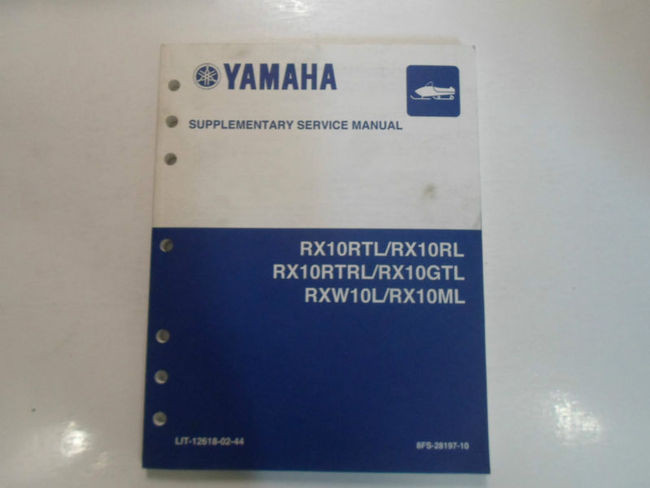 YAMAHA
SUPPLEMENTARY SERVICE MANUAL
RX10RTL/RX10RL
RX10RTRL/RX10GTL
RXW10L/RX10ML
LIT-12618-02-44
8FS-28197-10